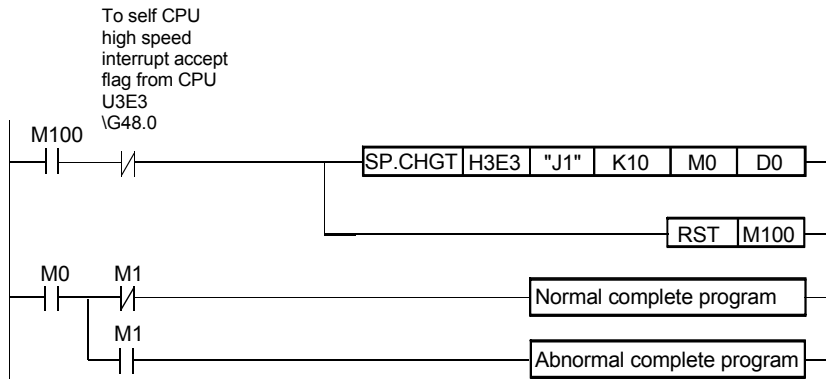 To self CPU
high speed
interrupt accept
flag from CPU
U3E3
\G48.0
M100
SP.CHGT H3E3 "J1" K10 M0 D0
RST M100
M0 M1
Normal complete program
M1
Abnormal complete program